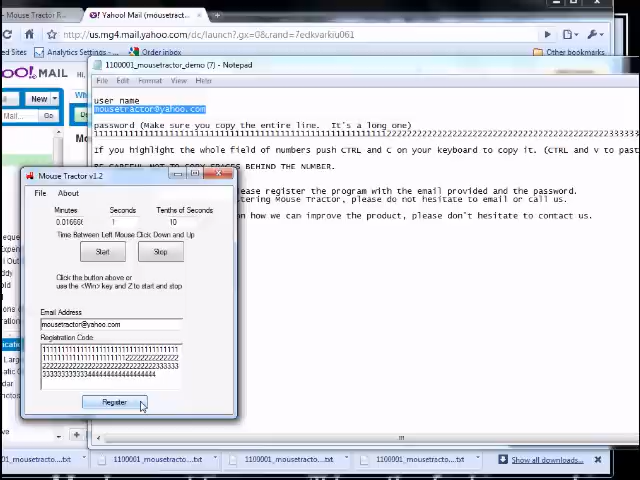 - Mouse Tractor R
Yahoo! Mail (mousetrac
https://us.mg4.mail.yahoo.com/dc/launch?.gx=0&.rand=7edkvarkiu061
Analytics Settings
Order inbox
Other bookmarks
1100001_mousetractor_demo (7) - Notepad
File Edit Format View Help
MAIL
New
Mail...
Go
user name
mousetractor@yahoo.com
password (Make sure you copy the entire line. It's a long one)
If you highlight the whole field of numbers push CTRL and C on your keyboard to copy it. (CTRL and V to past
BE CAREFUL NOT TO COPY SPACES BEHIND THE NUMBER.
ease register the program with the email provided and the password.
tering Mouse Tractor, please do not hesitate to email or call us.
on how we can improve the product, please don't hesitate to contact us.
Mouse Tractor v1.2
File About
Minutes Seconds Tenths of Seconds
0.01666 1 10
Time Between Left Mouse Click Down and Up
Start Stop
Click the button above or
use the <Win> key and Z to start and stop
Email Address
mousetractor@yahoo.com
Registration Code
Register
....txt
1100001_mousetracto....txt
1100001_mousetracto....txt
1100001_mousetracto....txt
Show all downloads...